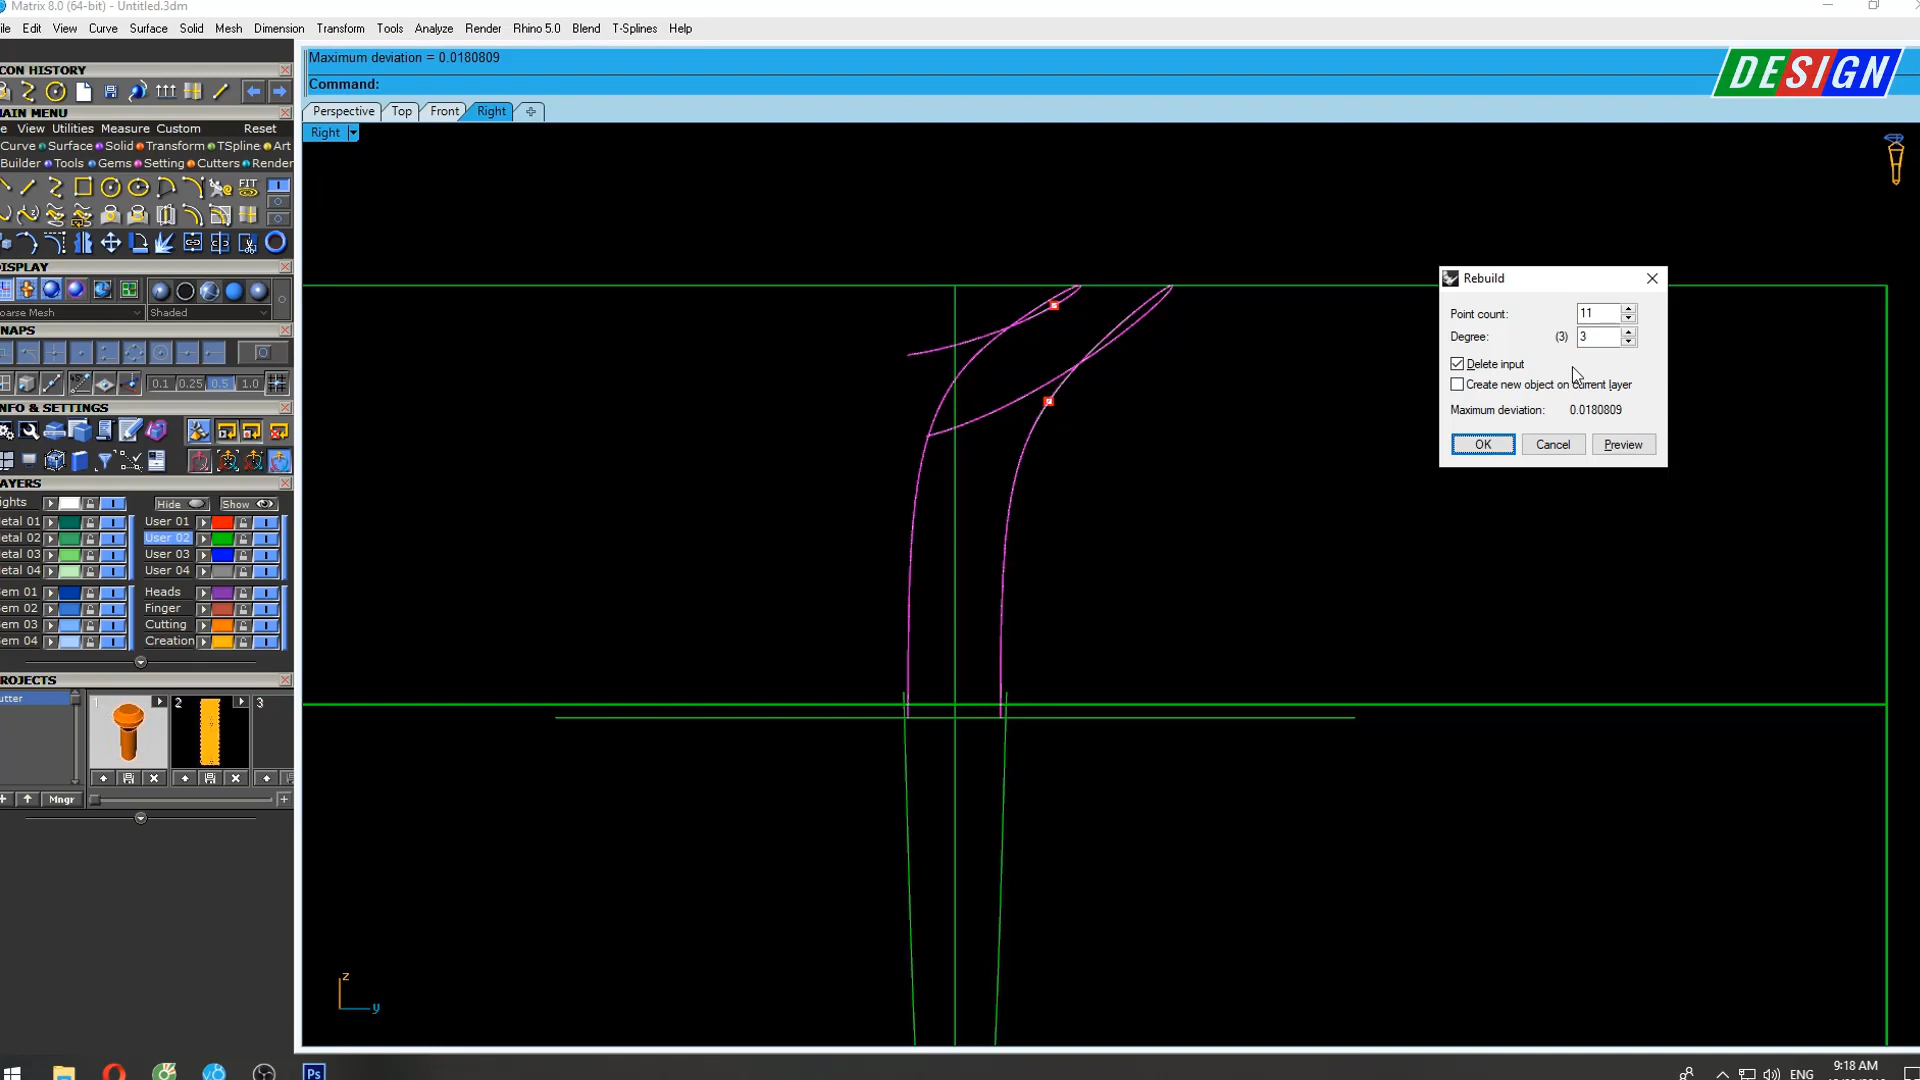 Matrix 8.0 (64-bit) - Untitled.3dm
ile Edit View Curve Surface Solid Mesh Dimension Transform Tools Analyze Render Rhino 5.0 Blend T-Splines Help
CON HISTORY
Maximum deviation = 0.0180809
Command:
DESIGN
Perspective Top Front Right
Right
AIN MENU
e View Utilities Measure Custom Reset
Curve Surface Solid Transform TSpline Art
Builder Tools Gems Setting Cutters Render
FIT
ISPLAY
oarse Mesh Shaded
NAPS
0.1 0.25 0.5 1.0
NFO & SETTINGS
AYERS
ights Hide Show
etal 01 User 01
etal 02 User 02
etal 03 User 03
etal 04 User 04
em 01 Heads
em 02 Finger
em 03 Cutting
em 04 Creation
ROJECTS
utter
1 2 3
Mngr
Rebuild
Point count: 11
Degree: (3) 3
Delete input
Create new object on current layer
Maximum deviation: 0.0180809
OK Cancel Preview
z
y
Ps
ENG
9:18 AM